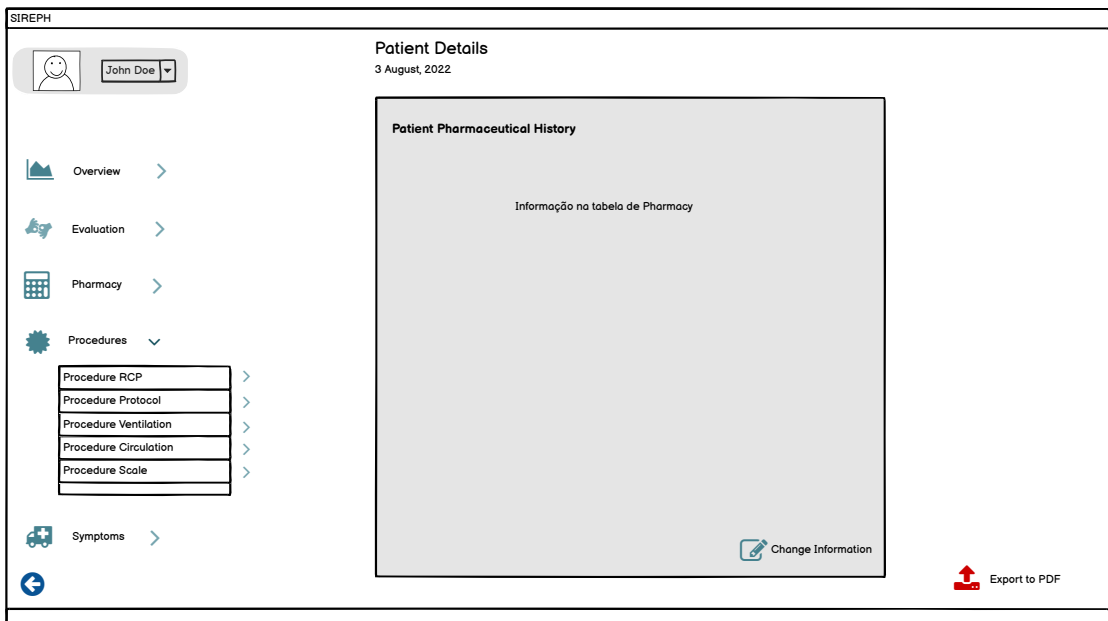 SIREPH
John Doe
Patient Details
3 August, 2022
Patient Pharmaceutical History
Informação na tabela de Pharmacy
Overview
Evaluation
Pharmacy
Procedures
Procedure RCP
Procedure Protocol
Procedure Ventilation
Procedure Circulation
Procedure Scale
Symptoms
Change Information
Export to PDF